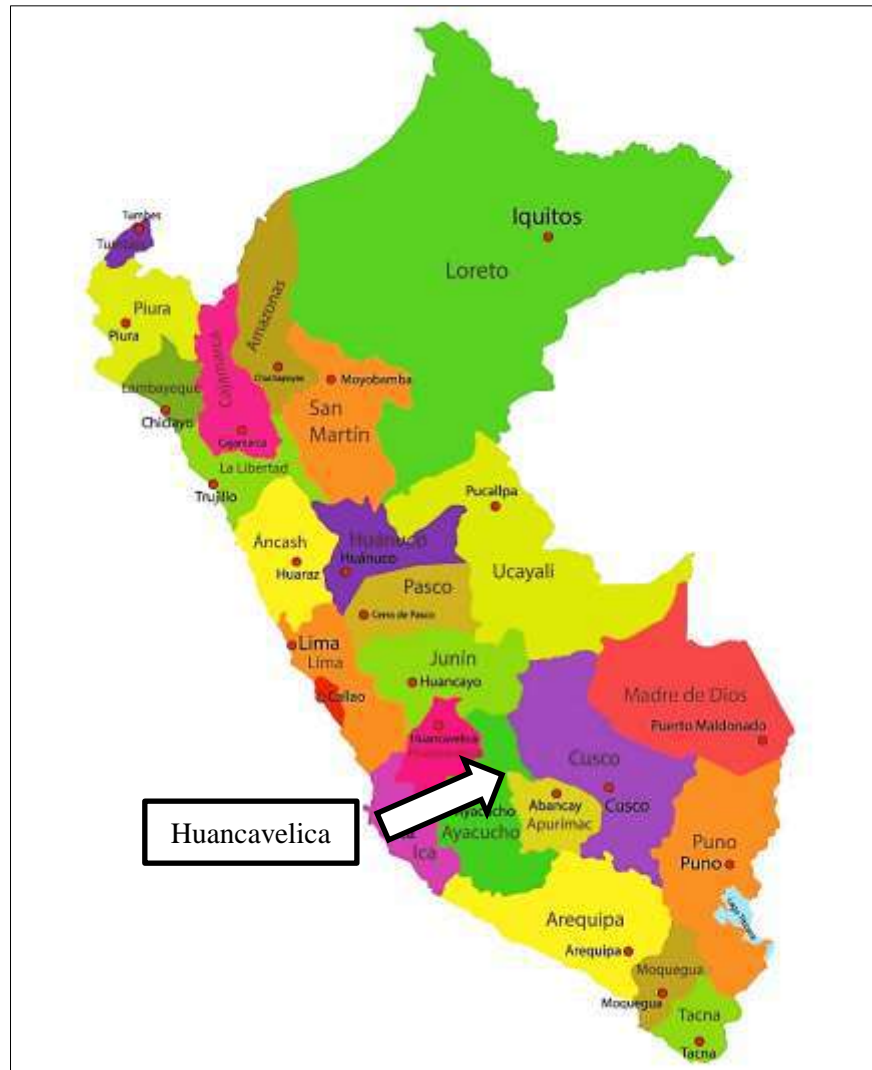 Iquitos
Loreto
Tumbes
Tumbes
Piura
Piura
Amazonas
Cajamarca
Chachapoyas
Moyobamba
Lambayeque
Chiclayo
San
Martín
Cajamarca
La Libertad
Trujillo
Pucallpa
Áncash
Huaraz
Huánuco
Huánuco
Ucayali
Pasco
Cerro de Pasco
Lima
Lima
Junín
Huancayo
Callao
Madre de Dios
Puerto Maldonado
Huancavelica
Cusco
Cusco
Abancay
Apurímac
Ayacucho
Ayacucho
Huancavelica
Ica
Puno
Puno
Arequipa
Arequipa
Moquegua
Moquegua
Tacna
Tacna